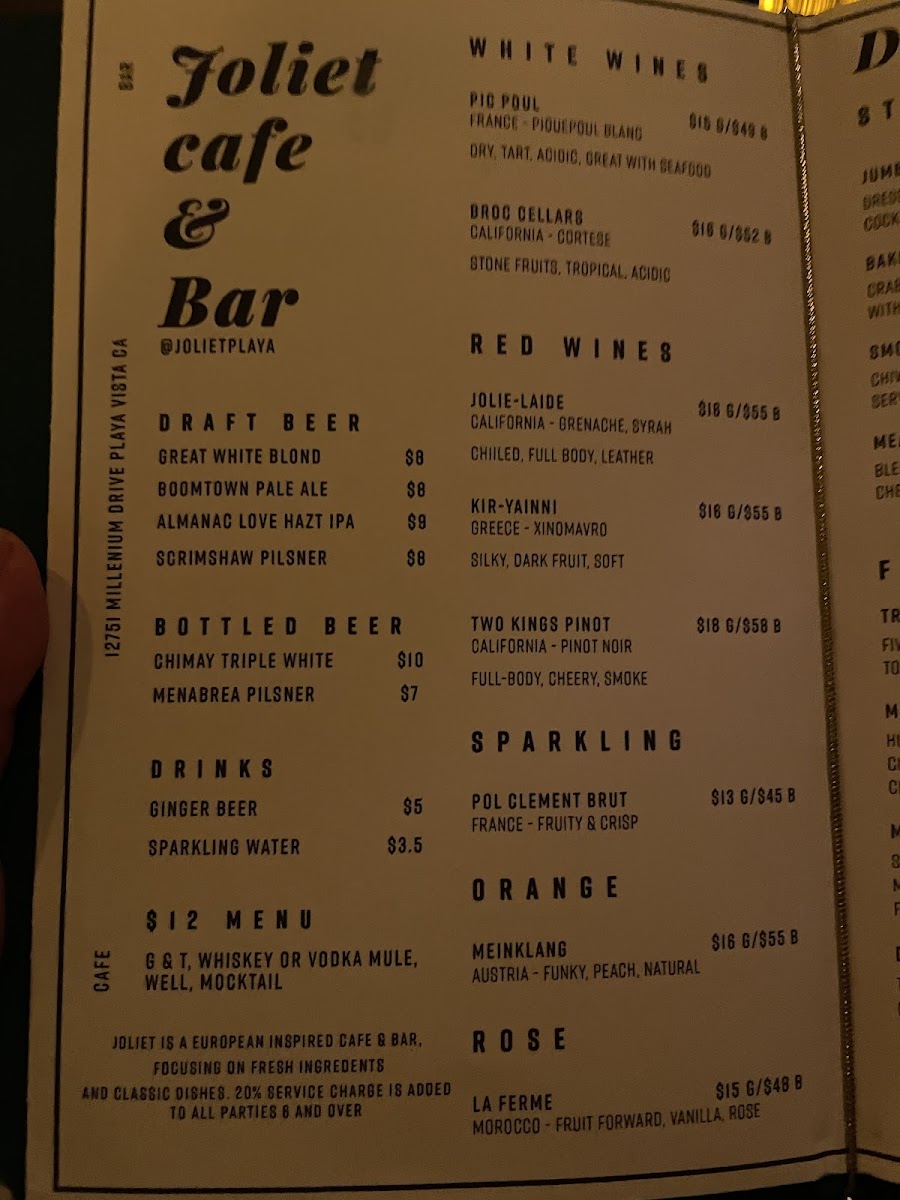 BAR
Joliet
cafe
&
Bar
@JOLIETPLAYA
12751 MILLENIUM DRIVE PLAYA VISTA CA
DRAFT BEER
GREAT WHITE BLOND $8
BOOMTOWN PALE ALE $8
ALMANAC LOVE HAZT IPA $9
SCRIMSHAW PILSNER $8
BOTTLED BEER
CHIMAY TRIPLE WHITE $10
MENABREA PILSNER $7
DRINKS
GINGER BEER $5
SPARKLING WATER $3.5
$12 MENU
G & T, WHISKEY OR VODKA MULE,
WELL, MOCKTAIL
CAFE
JOLIET IS A EUROPEAN INSPIRED CAFE & BAR,
FOCUSING ON FRESH INGREDENTS
AND CLASSIC DISHES. 20% SERVICE CHARGE IS ADDED
TO ALL PARTIES 6 AND OVER
WHITE WINES
PIC POUL
FRANCE - PIQUEPOUL BLANC
DRY, TART, ACIDIC, GREAT WITH SEAFOOD
BROC CELLARS $16 G/$52 B
CALIFORNIA - CORTESE
STONE FRUITS, TROPICAL, ACIDIC
RED WINES
JOLIE-LAIDE
CALIFORNIA - GRENACHE, SYRAH
CHIILED, FULL BODY, LEATHER
KIR-YAINNI $16 G/$55 B
GREECE - XINOMAVRO
SILKY, DARK FRUIT, SOFT
TWO KINGS PINOT
CALIFORNIA - PINOT NOIR
FULL-BODY, CHEERY, SMOKE
SPARKLING
POL CLEMENT BRUT $13 G/$45 B
FRANCE - FRUITY & CRISP
ORANGE
MEINKLANG $16 G/$55 B
AUSTRIA - FUNKY, PEACH, NATURAL
ROSE
LA FERME $15 G/$48 B
MOROCCO - FRUIT FORWARD, VANILLA, ROSE